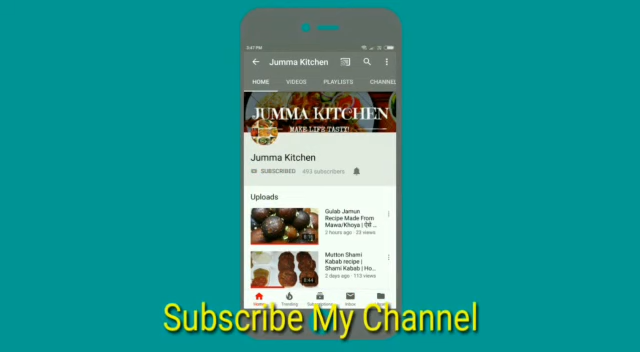 3:47 PM
Jumma Kitchen
HOME VIDEOS PLAYLISTS CHANNEL
JUMMA KITCHEN
MAKE LIFE TASTY!
Jumma Kitchen
SUBSCRIBED 493 subscribers
Uploads
Gulab Jamun
Recipe Made From
Mawa/Khoya | ऐसे ...
2 hours ago · 23 views
Mutton Shami
Kabab recipe |
Shami Kabab | Ho...
2 days ago · 113 views
Home Trending Subscriptions Inbox
Subscribe My Channel